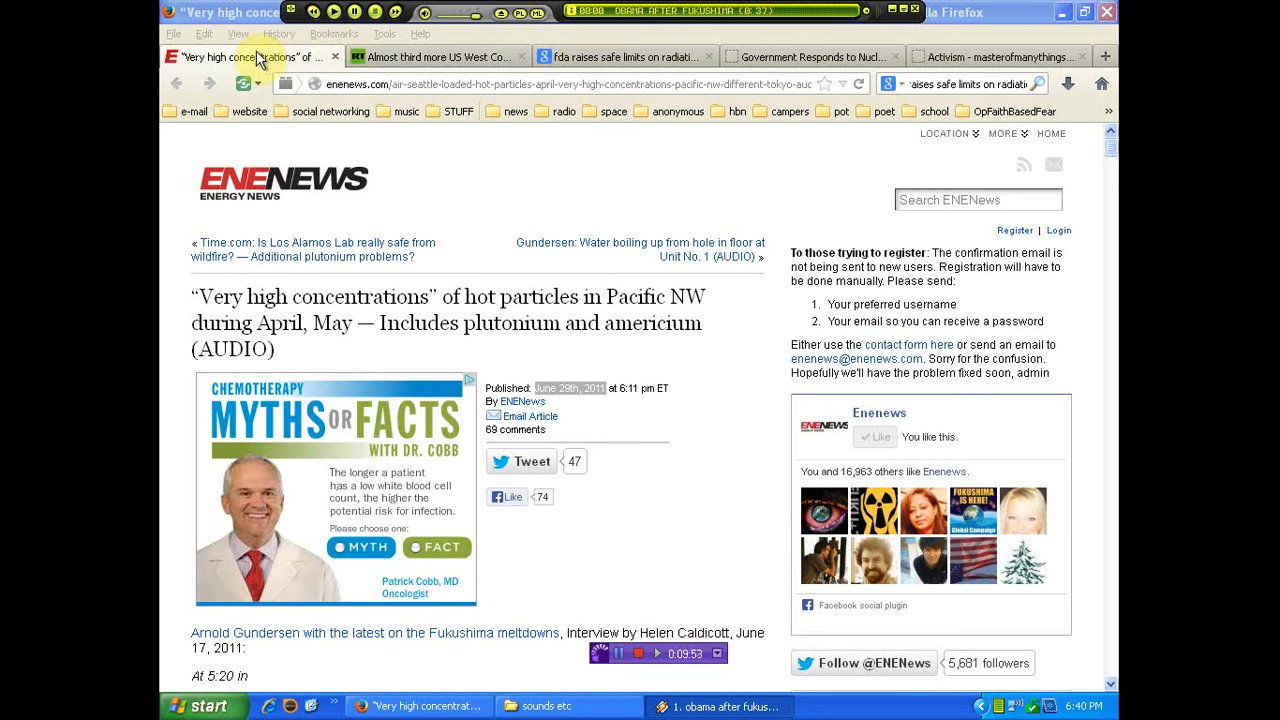 "Very high conce
00:00 OBAMA AFTER FUKUSHIMA (0:37)
lla Firefox
File Edit View History Bookmarks Tools Help
PL ML
"Very high concentrations" of ...
Almost third more US West Co...
fda raises safe limits on radiati...
Government Responds to Nucl...
Activism - masterofmanythings...
enenews.com/air-seattle-loaded-hot-particles-april-very-high-concentrations-pacific-nw-different-tokyo-auc
aises safe limits on radiati
e-mail website social networking music STUFF news radio space anonymous hbn campers pot poet school OpFaithBasedFear
LOCATION MORE HOME
ENENEWS
ENERGY NEWS
Search ENENews
Register | Login
« Time.com: Is Los Alamos Lab really safe from
wildfire? — Additional plutonium problems?
Gundersen: Water boiling up from hole in floor at
Unit No. 1 (AUDIO) »
“Very high concentrations” of hot particles in Pacific NW
during April, May — Includes plutonium and americium
(AUDIO)
CHEMOTHERAPY
MYTHS OR FACTS
WITH DR. COBB
The longer a patient
has a low white blood cell
count, the higher the
potential risk for infection.
Please choose one:
MYTH FACT
Patrick Cobb, MD
Oncologist
Published: June 29th, 2011 at 6:11 pm ET
By ENENews
Email Article
69 comments
Tweet 47
Like 74
Arnold Gundersen with the latest on the Fukushima meltdowns, Interview by Helen Caldicott, June
17, 2011:
At 5:20 in
To those trying to register: The confirmation email is
not being sent to new users. Registration will have to
be done manually. Please send:
1. Your preferred username
2. Your email so you can receive a password
Either use the contact form here or send an email to
enenews@enenews.com. Sorry for the confusion.
Hopefully we'll have the problem fixed soon, admin
ENENEWS
Enenews
Like You like this.
You and 16,963 others like Enenews.
FUKUSHIMA
IS HERE!
Global Campaign
Facebook social plugin
Follow @ENENews 5,681 followers
0:09:53
start
"Very high concentrat...
sounds etc
1. obama after fukus...
6:40 PM